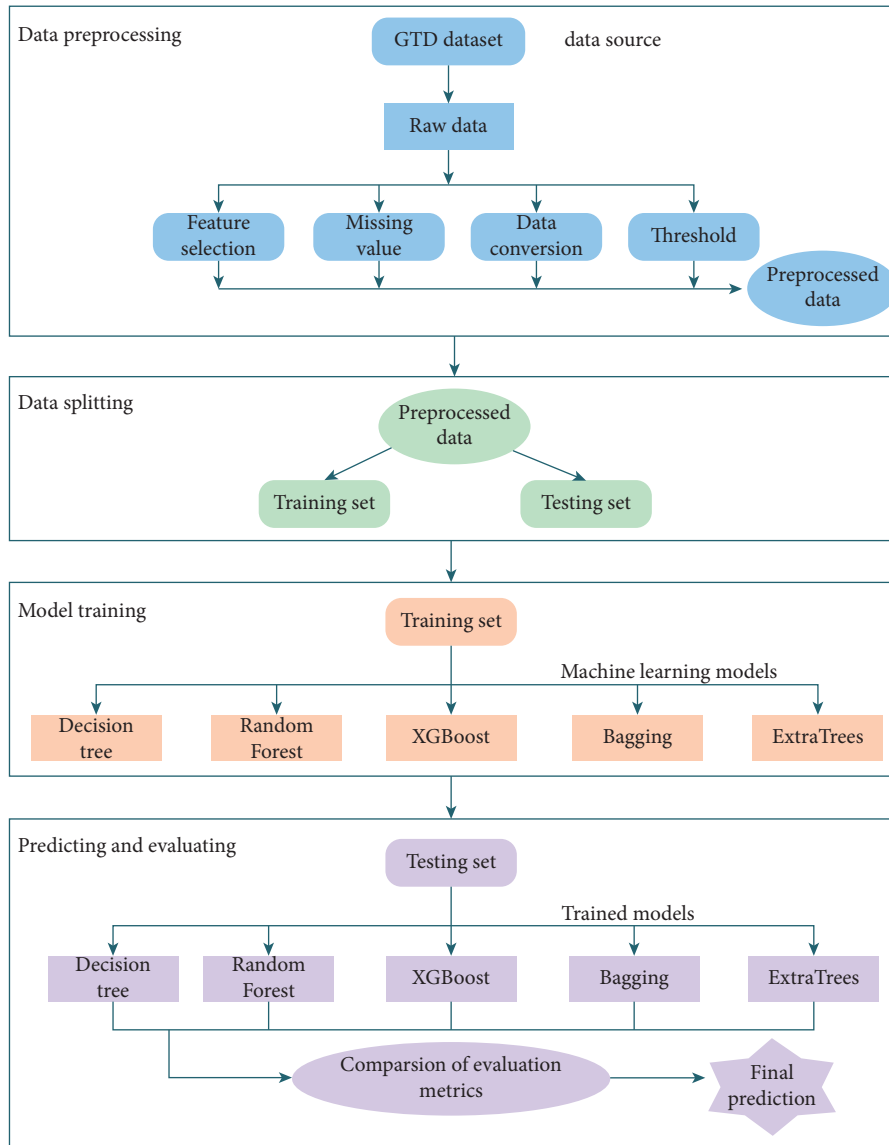 Data preprocessing
GTD dataset
data source
Raw data
Feature
selection
Missing
value
Data
conversion
Threshold
Preprocessed
data
Data splitting
Preprocessed
data
Training set
Testing set
Model training
Training set
Machine learning models
Decision
tree
Random
Forest
XGBoost
Bagging
ExtraTrees
Predicting and evaluating
Testing set
Trained models
Decision
tree
Random
Forest
XGBoost
Bagging
ExtraTrees
Comparsion of evaluation
metrics
Final
prediction